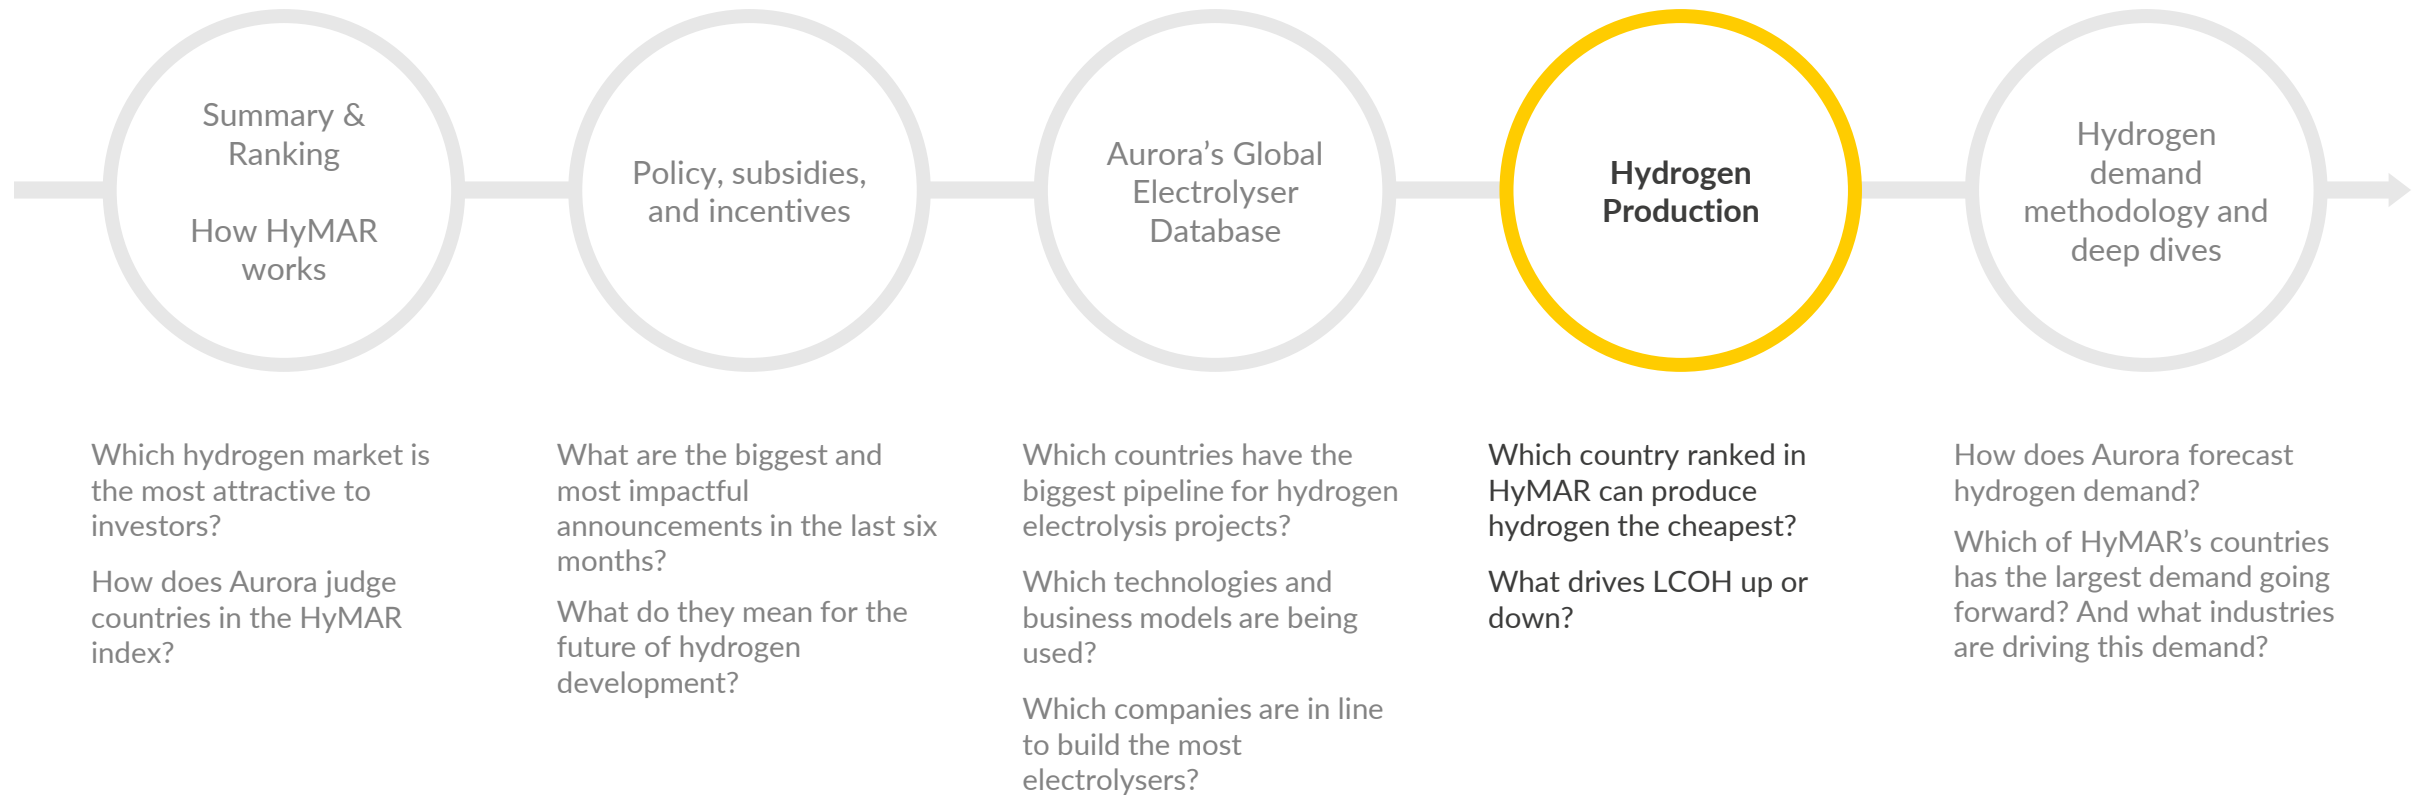 Summary &
Ranking
How HyMAR
works
Policy, subsidies,
and incentives
Aurora’s Global
Electrolyser
Database
Hydrogen
Production
Hydrogen
demand
methodology and
deep dives
Which hydrogen market is
the most attractive to
investors?
How does Aurora judge
countries in the HyMAR
index?
What are the biggest and
most impactful
announcements in the last six
months?
What do they mean for the
future of hydrogen
development?
Which countries have the
biggest pipeline for hydrogen
electrolysis projects?
Which technologies and
business models are being
used?
Which companies are in line
to build the most
electrolysers?
Which country ranked in
HyMAR can produce
hydrogen the cheapest?
What drives LCOH up or
down?
How does Aurora forecast
hydrogen demand?
Which of HyMAR’s countries
has the largest demand going
forward? And what industries
are driving this demand?